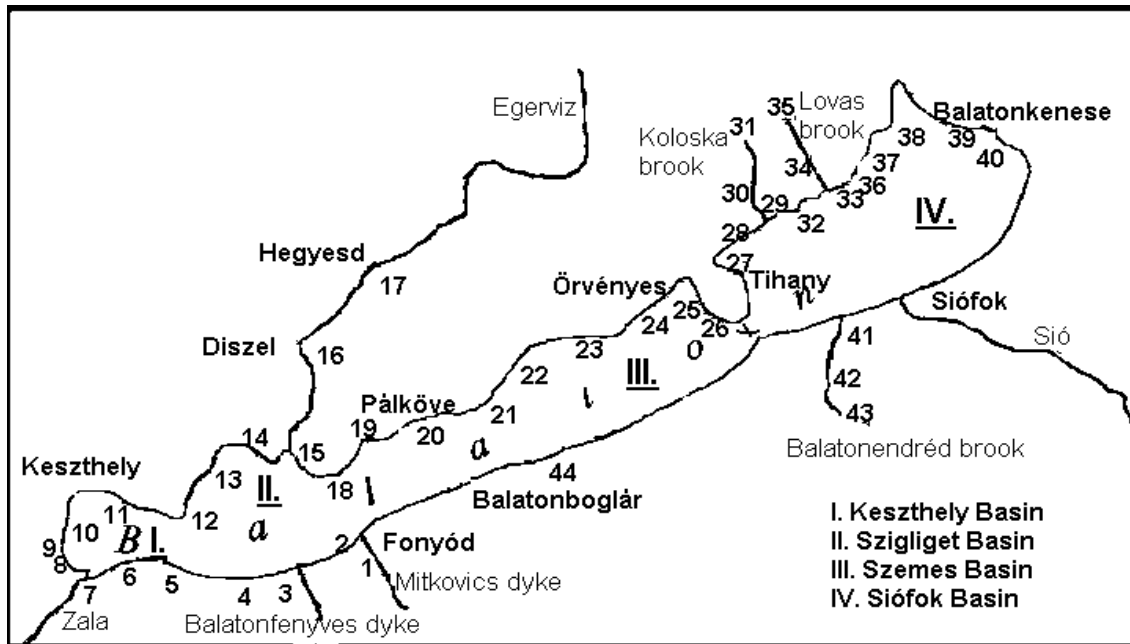 Egerviz
Lovas
brook
35
Balatonkenese
31
Koloska
brook
38
39
40
34
37
30
36
29
33
32
IV.
28
Hegyesd
27
Tihany
17
n
Örvényes
25
Siófok
24
26
41
Sió
Diszel
16
23
o
22
III.
42
l
Pålköve
21
43
19
20
14
15
a
Balatonendréd brook
44
Keszthely
13
18
Balatonboglár
II.
l
12
I. Keszthely Basin
11
10
a
II. Szigliget Basin
B I.
2
Fonyód
9
III. Szemes Basin
8
6
5
1
Mitkovics dyke
7
4
3
IV. Siófok Basin
Zala
Balatonfenyves dyke